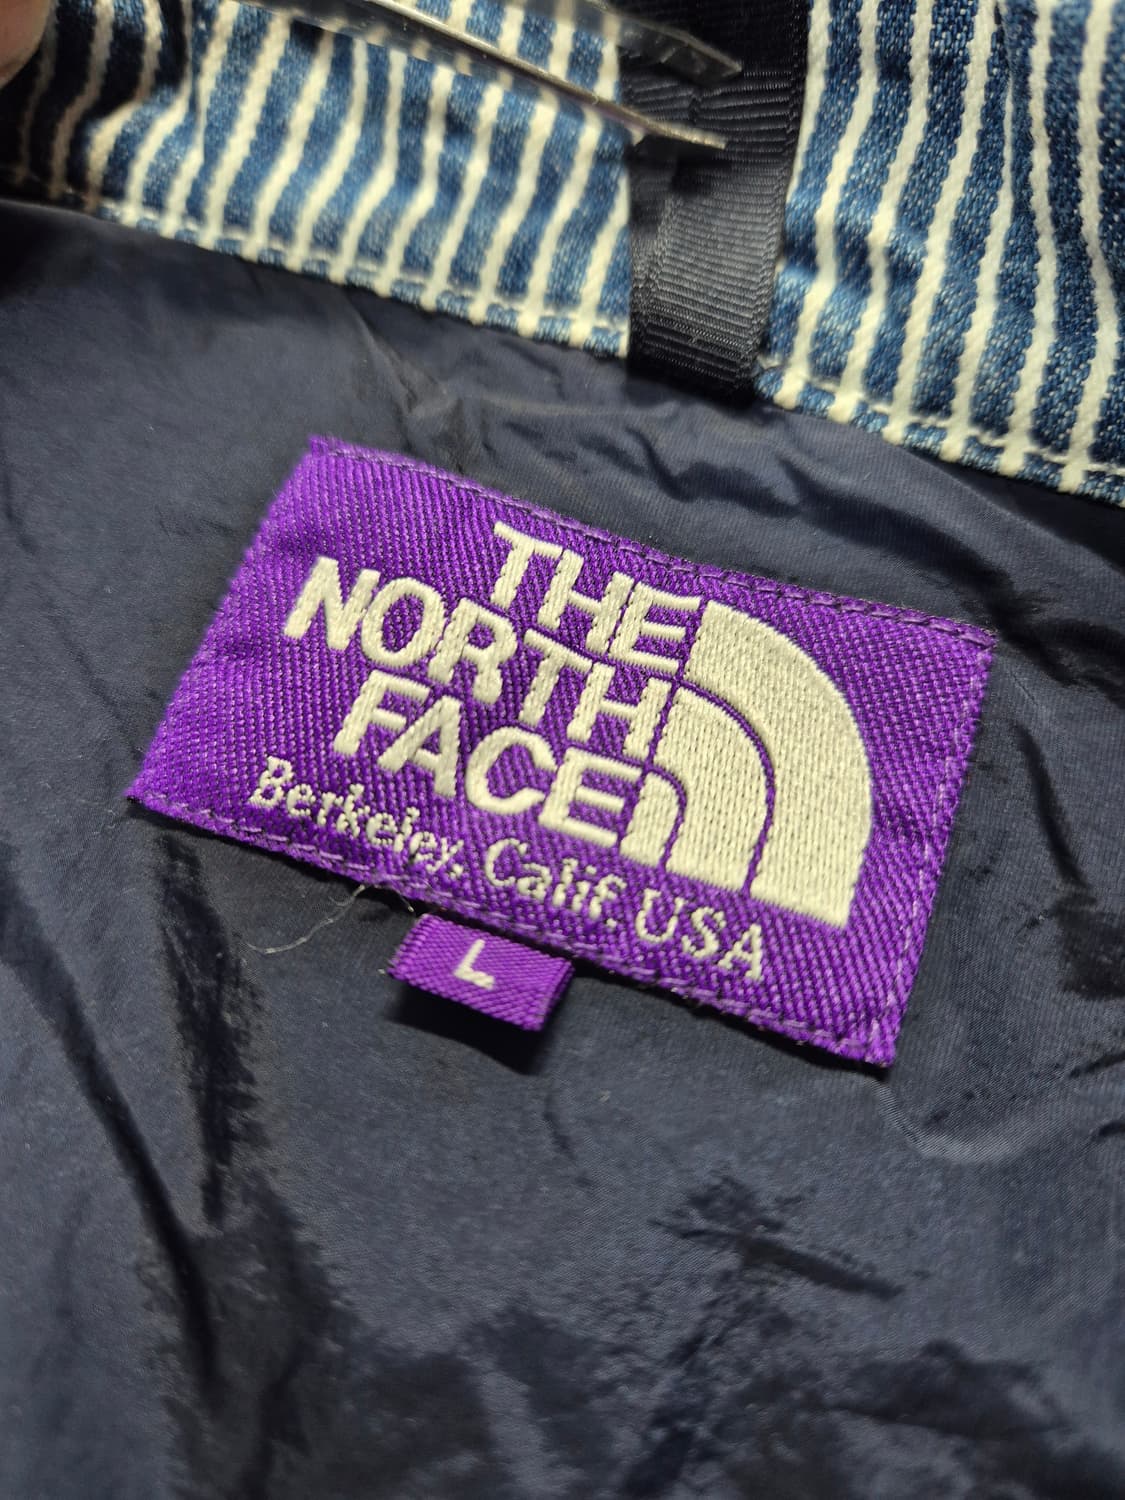 THE
NORTH
FACE
Berkeley, Calif. USA
L